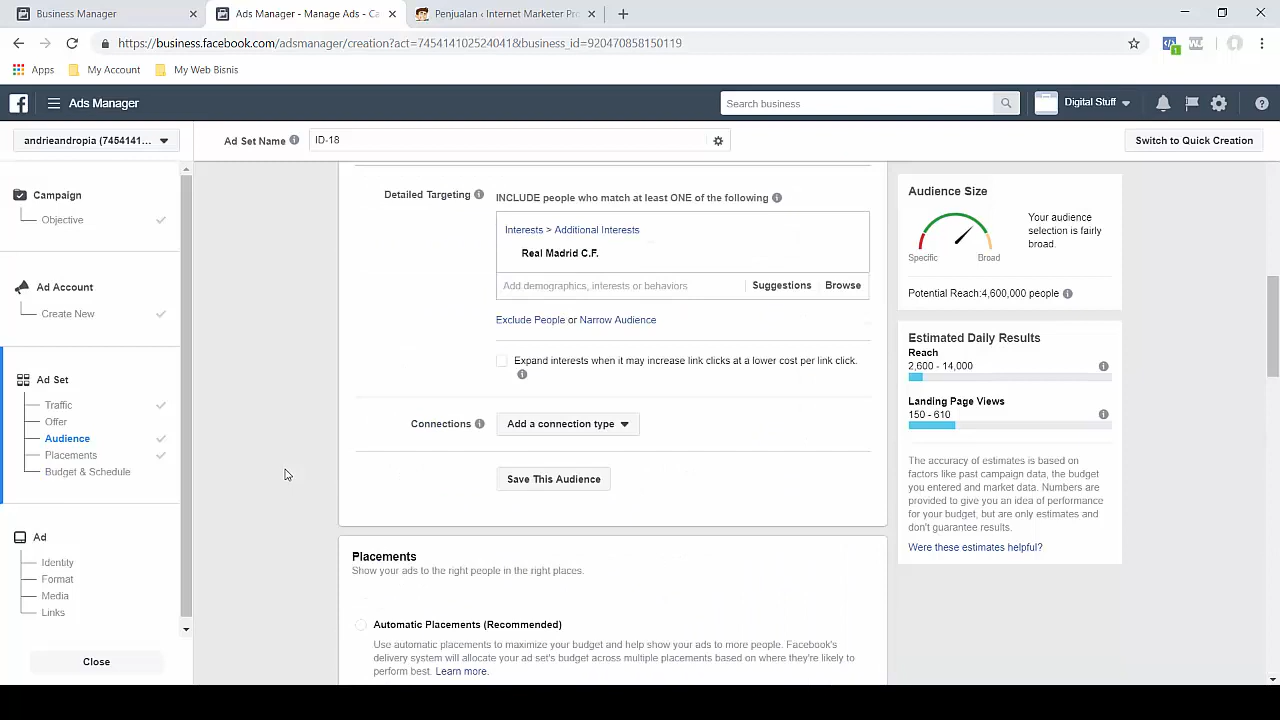 Business Manager
Ads Manager - Manage Ads - Ca
Penjualan ‹ Internet Marketer Pro
https://business.facebook.com/adsmanager/creation?act=7454141025240418&business_id=920470858150119
Apps
My Account
My Web Bisnis
Ads Manager
Search business
Digital Stuff
andrieandropia (7454141...
Ad Set Name
ID-18
Switch to Quick Creation
Campaign
Objective
Ad Account
Create New
Ad Set
Traffic
Offer
Audience
Placements
Budget & Schedule
Ad
Identity
Format
Media
Links
Close
Detailed Targeting
INCLUDE people who match at least ONE of the following
Interests > Additional Interests
Real Madrid C.F.
Add demographics, interests or behaviors
Suggestions
Browse
Exclude People or Narrow Audience
Expand interests when it may increase link clicks at a lower cost per link click.
Connections
Add a connection type
Save This Audience
Placements
Show your ads to the right people in the right places.
Automatic Placements (Recommended)
Use automatic placements to maximize your budget and help show your ads to more people. Facebook's
delivery system will allocate your ad set's budget across multiple placements based on where they're likely to
perform best. Learn more.
Audience Size
Your audience
selection is fairly
broad.
Specific
Broad
Potential Reach:4,600,000 people
Estimated Daily Results
Reach
2,600 - 14,000
Landing Page Views
150 - 610
The accuracy of estimates is based on
factors like past campaign data, the budget
you entered and market data. Numbers are
provided to give you an idea of performance
for your budget, but are only estimates and
don't guarantee results.
Were these estimates helpful?